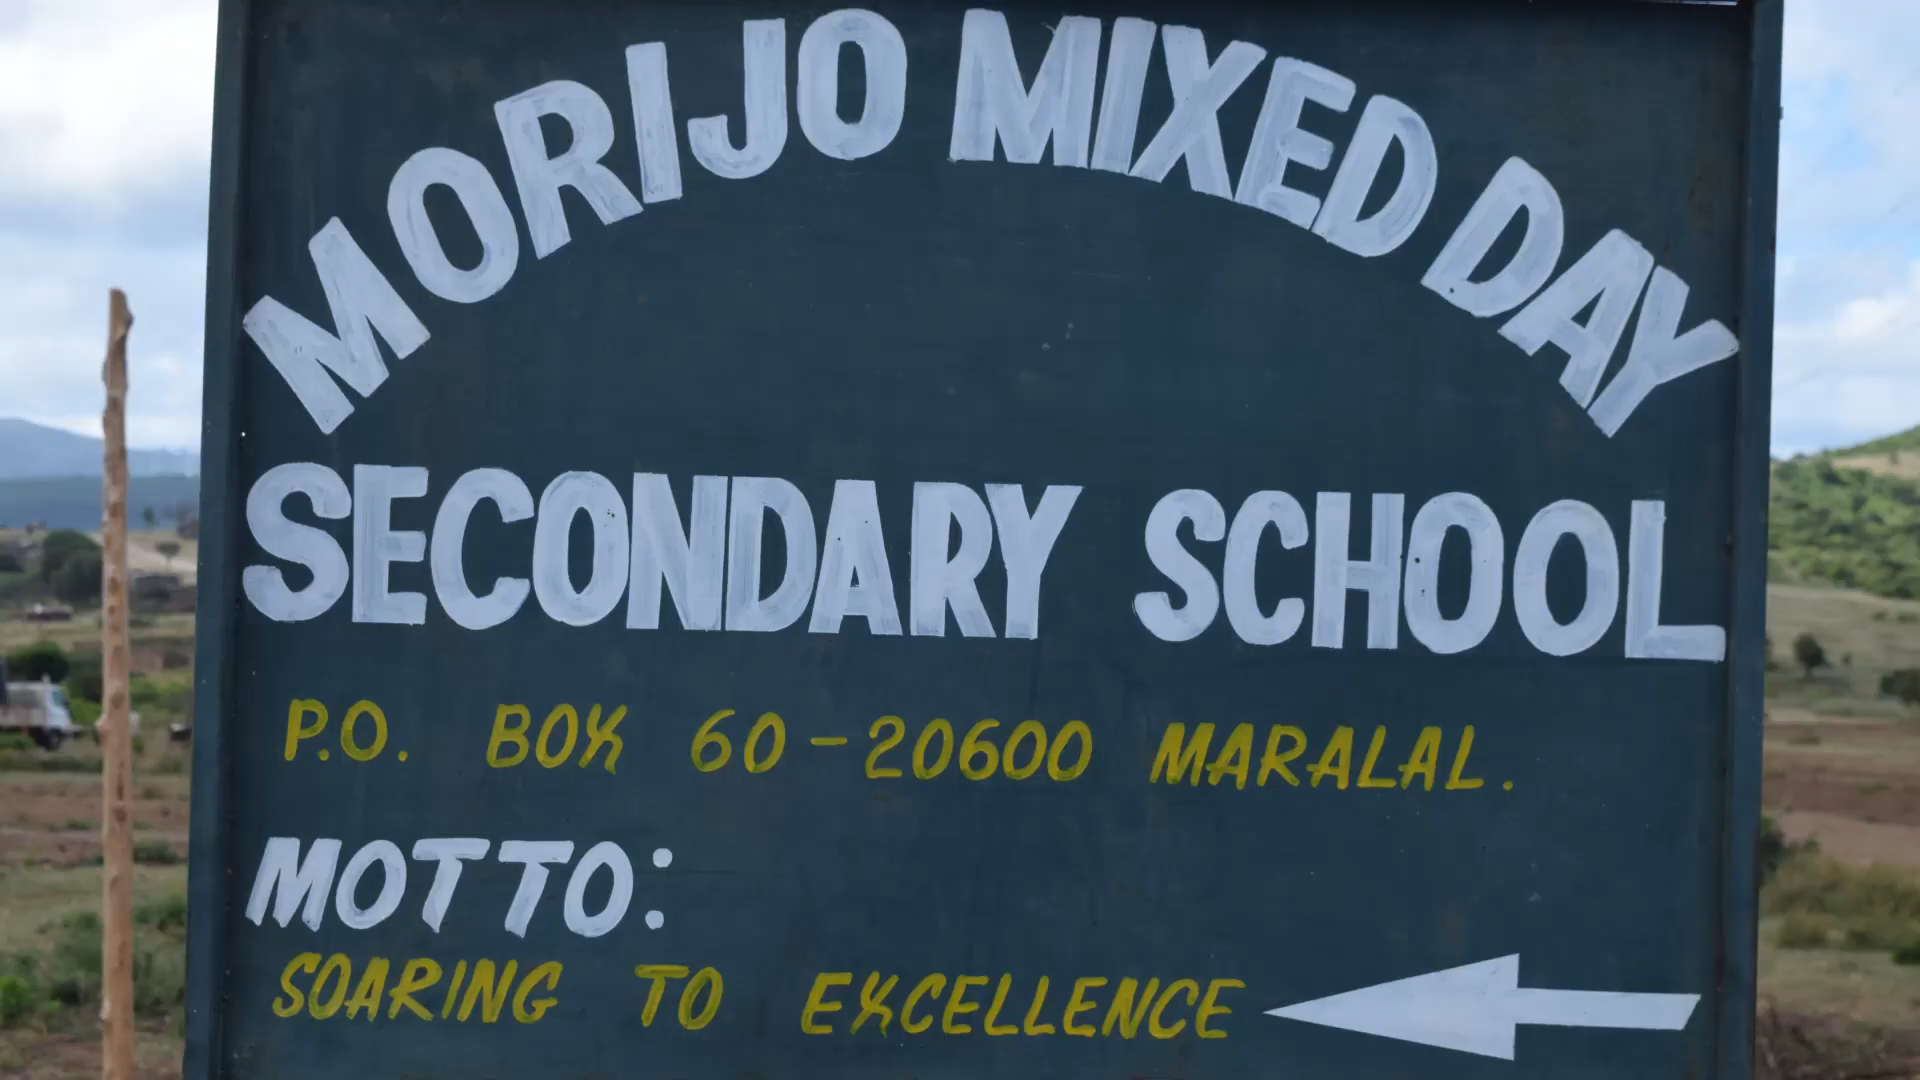 MORIJO MIXED DAY
SECONDARY SCHOOL
P.O. BOX 60-20600 MARALAL.
MOTTO:
SOARING TO EXCELLENCE